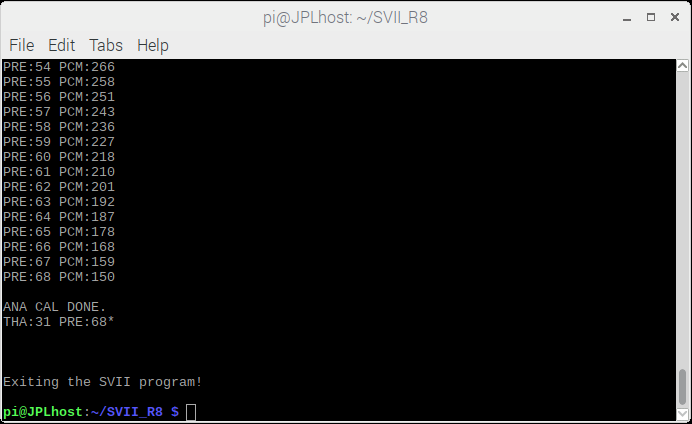 pi@JPLhost: ~/SVII_R8
File Edit Tabs Help
PRE:54 PCM:266
PRE:55 PCM:258
PRE:56 PCM:251
PRE:57 PCM:243
PRE:58 PCM:236
PRE:59 PCM:227
PRE:60 PCM:218
PRE:61 PCM:210
PRE:62 PCM:201
PRE:63 PCM:192
PRE:64 PCM:187
PRE:65 PCM:178
PRE:66 PCM:168
PRE:67 PCM:159
PRE:68 PCM:150
ANA CAL DONE.
THA:31 PRE:68*
Exiting the SVII program!
pi@JPLhost:~/SVII_R8 $